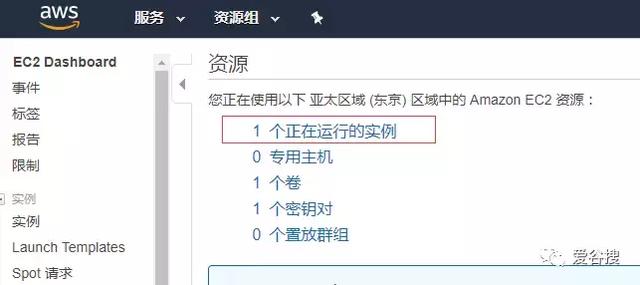 aws
服务
资源组
EC2 Dashboard
事件
标签
报告
限制
实例
实例
Launch Templates
Spot 请求
资源
您正在使用以下 亚太区域 (东京) 区域中的 Amazon EC2 资源：
1 个正在运行的实例
0 专用主机
1 个卷
1 个密钥对
0 个置放群组
爱谷搜